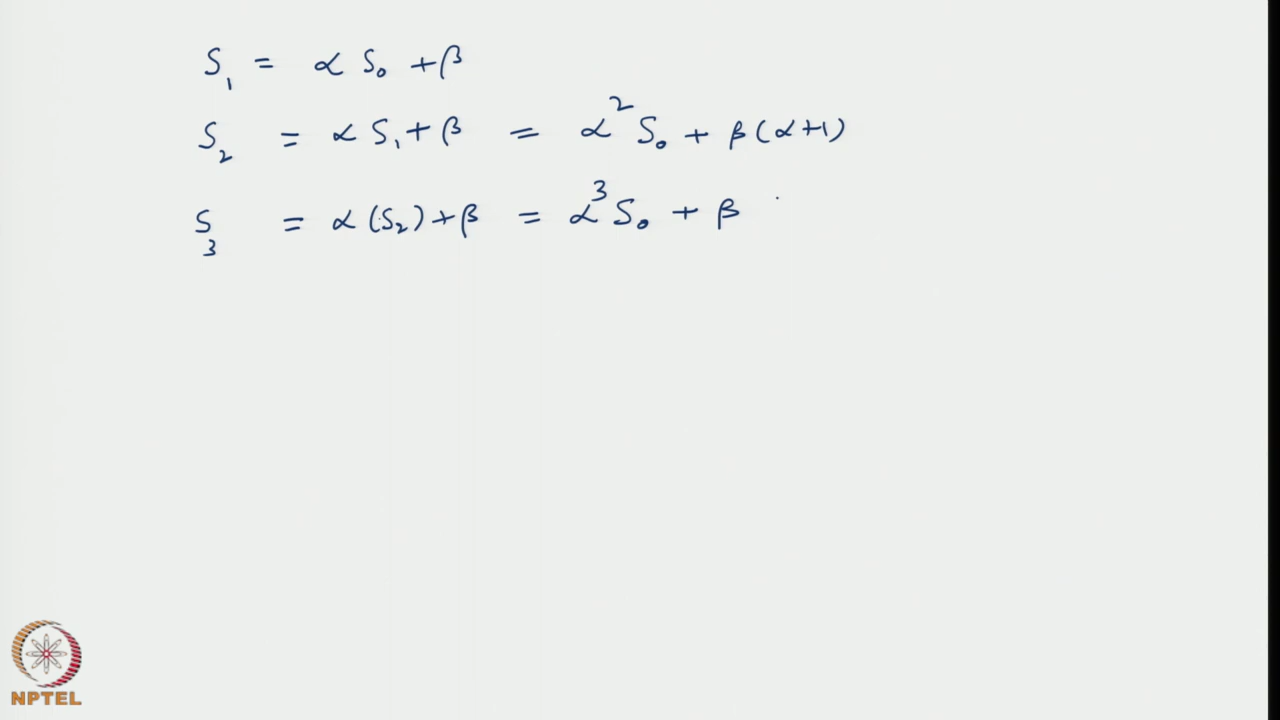 S₁ = α S₀ + β
S₂ = α S₁ + β = α² S₀ + β (α+1)
S₃ = α (S₂) + β = α³ S₀ + β
NPTEL